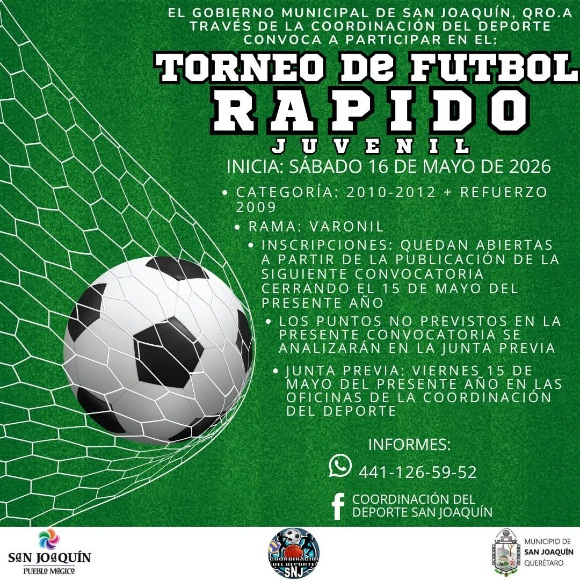 EL GOBIERNO MUNICIPAL DE SAN JOAQUÍN, QRO.A
TRAVÉS DE LA COORDINACIÓN DEL DEPORTE
CONVOCA A PARTICIPAR EN EL:
TORNEO De FUTBOL
RAPIDO
JUVENIL
INICIA: SÁBADO 16 DE MAYO DE 2026
• CATEGORÍA: 2010-2012 + REFUERZO
2009
• RAMA: VARONIL
• INSCRIPCIONES: QUEDAN ABIERTAS
A PARTIR DE LA PUBLICACIÓN DE LA
SIGUIENTE CONVOCATORIA
CERRANDO EL 15 DE MAYO DEL
PRESENTE AÑO
• LOS PUNTOS NO PREVISTOS EN LA
PRESENTE CONVOCATORIA SE
ANALIZARÁN EN LA JUNTA PREVIA
• JUNTA PREVIA: VIERNES 15 DE
MAYO DEL PRESENTE AÑO EN LAS
OFICINAS DE LA COORDINACIÓN
DEL DEPORTE
INFORMES:
441-126-59-52
COORDINACIÓN DEL
DEPORTE SAN JOAQUÍN
SaN JOaQUÍN
PUEBLO MáGICO
COORDINACIÓN
DEL DEPORTE
SNJ
MUNICIPIO DE
SAN JOAQUÍN
QUERÉTARO